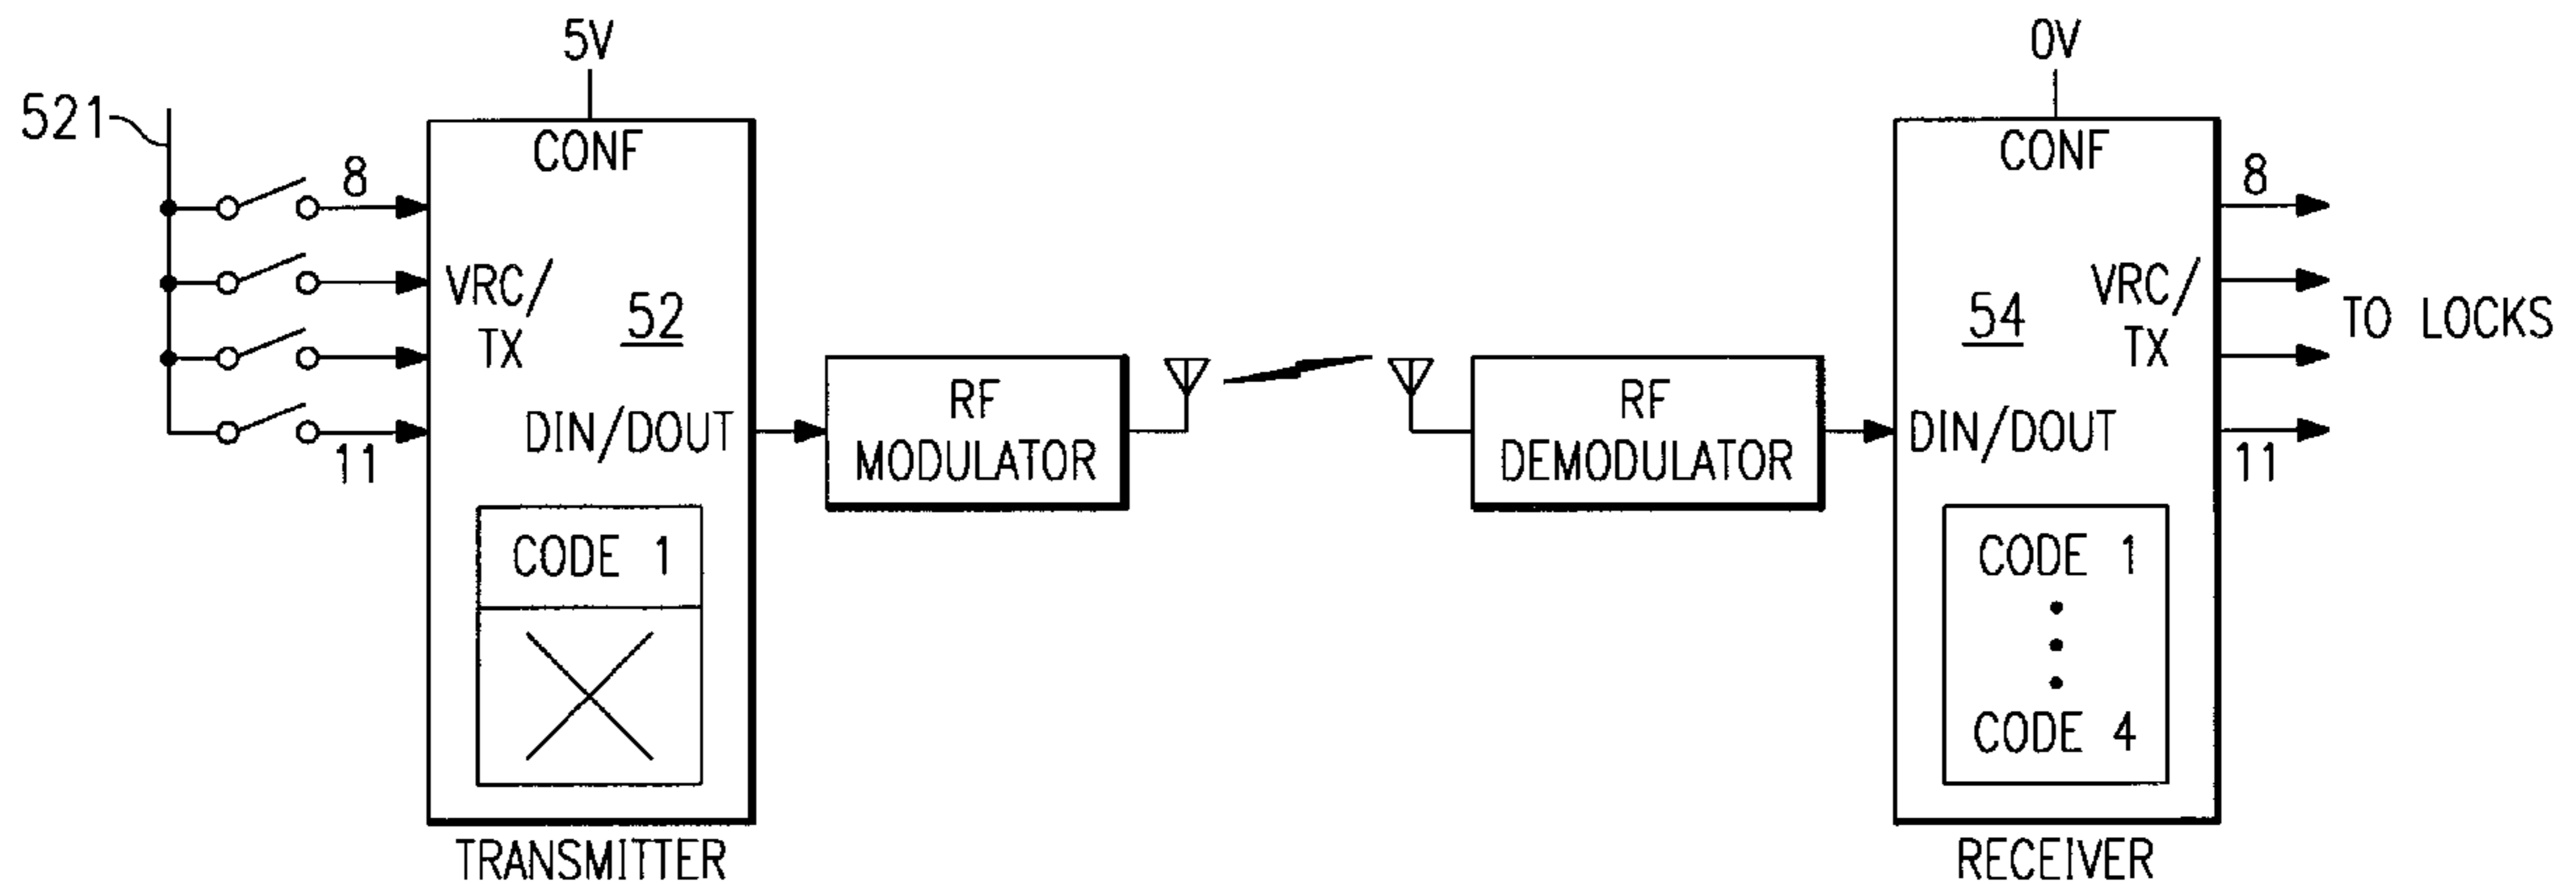 5V
0V
521
CONF
CONF
8
8
VRC/
TX
52
VRC/
TX
54
TO LOCKS
DIN/DOUT
RF
MODULATOR
RF
DEMODULATOR
DIN/DOUT
11
11
CODE 1
CODE 1
CODE 4
TRANSMITTER
RECEIVER